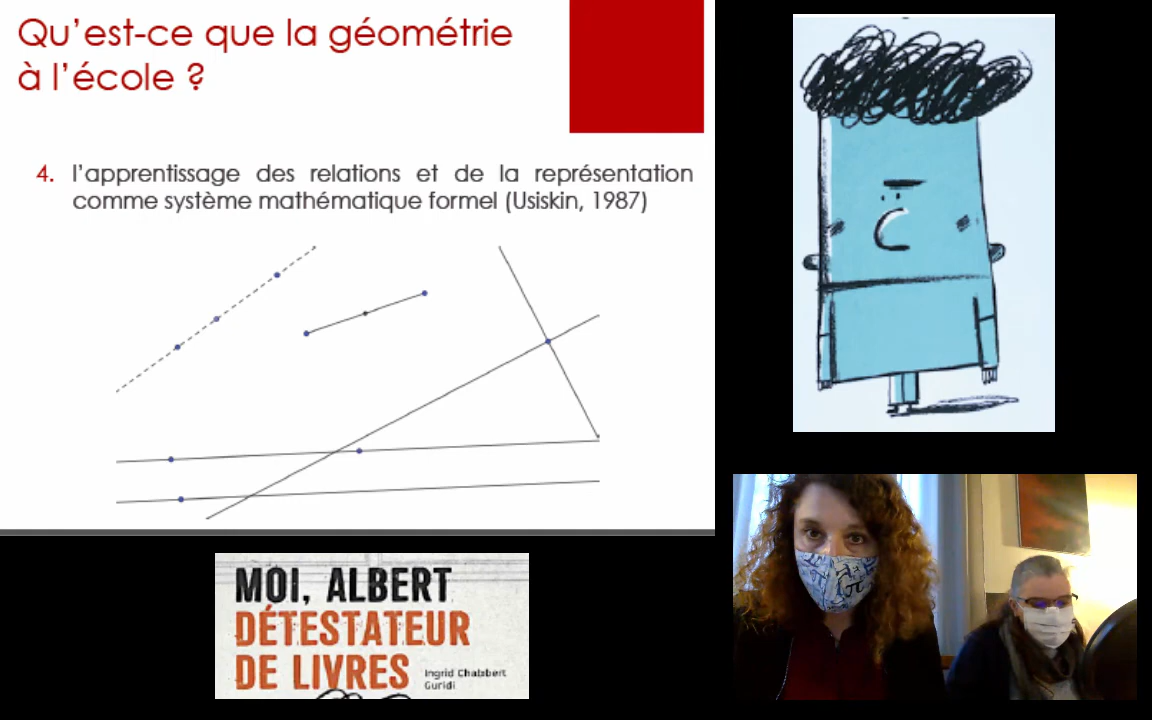 Qu’est-ce que la géométrie
à l’école ?
4. l’apprentissage des relations et de la représentation
comme système mathématique formel (Usiskin, 1987)
MOI, ALBERT
DÉTESTATEUR
DE LIVRES
Ingrid Chabbert
Guridi